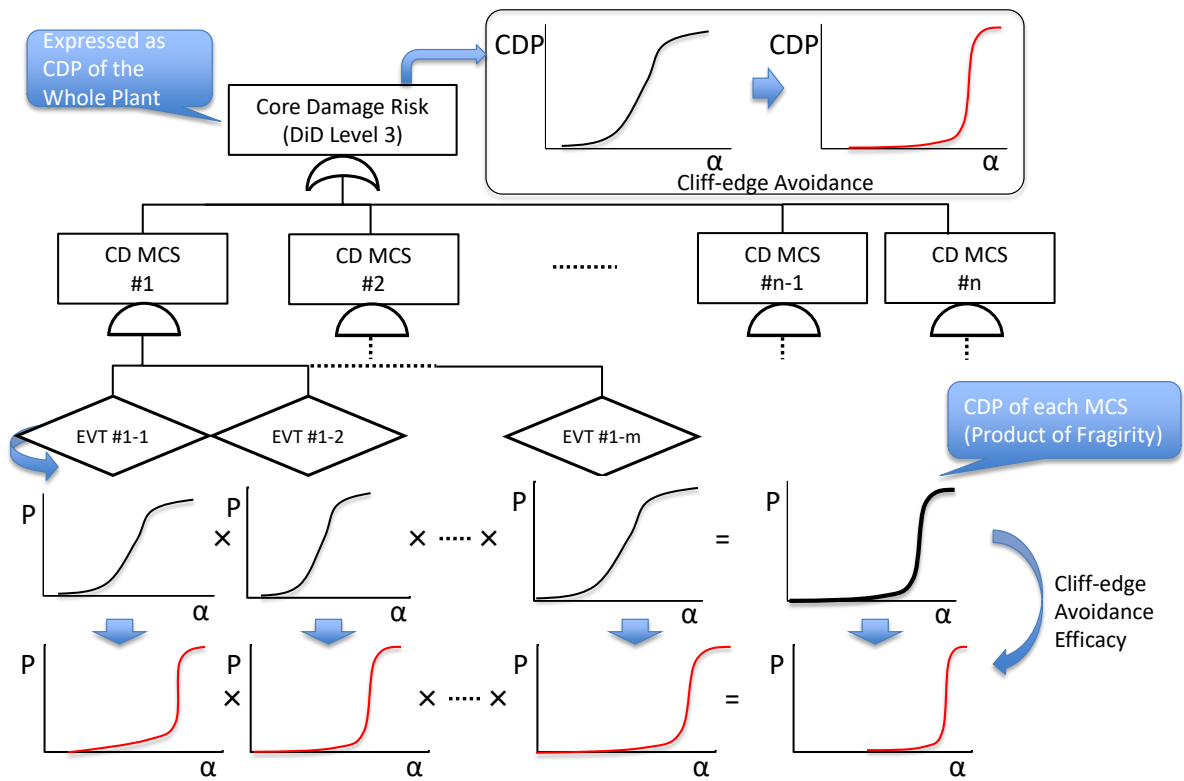 Expressed as
CDP of the
Whole Plant
Core Damage Risk
(DiD Level 3)
CDP
α
CDP
α
Cliff-edge Avoidance
CD MCS
#1
CD MCS
#2
CD MCS
#n-1
CD MCS
#n
EVT #1-1
EVT #1-2
EVT #1-m
CDP of each MCS
(Product of Fragirity)
P
α
×
P
α
× ..... ×
P
α
=
P
α
Cliff-edge
Avoidance
Efficacy
P
α
×
P
α
× ..... ×
P
α
=
P
α